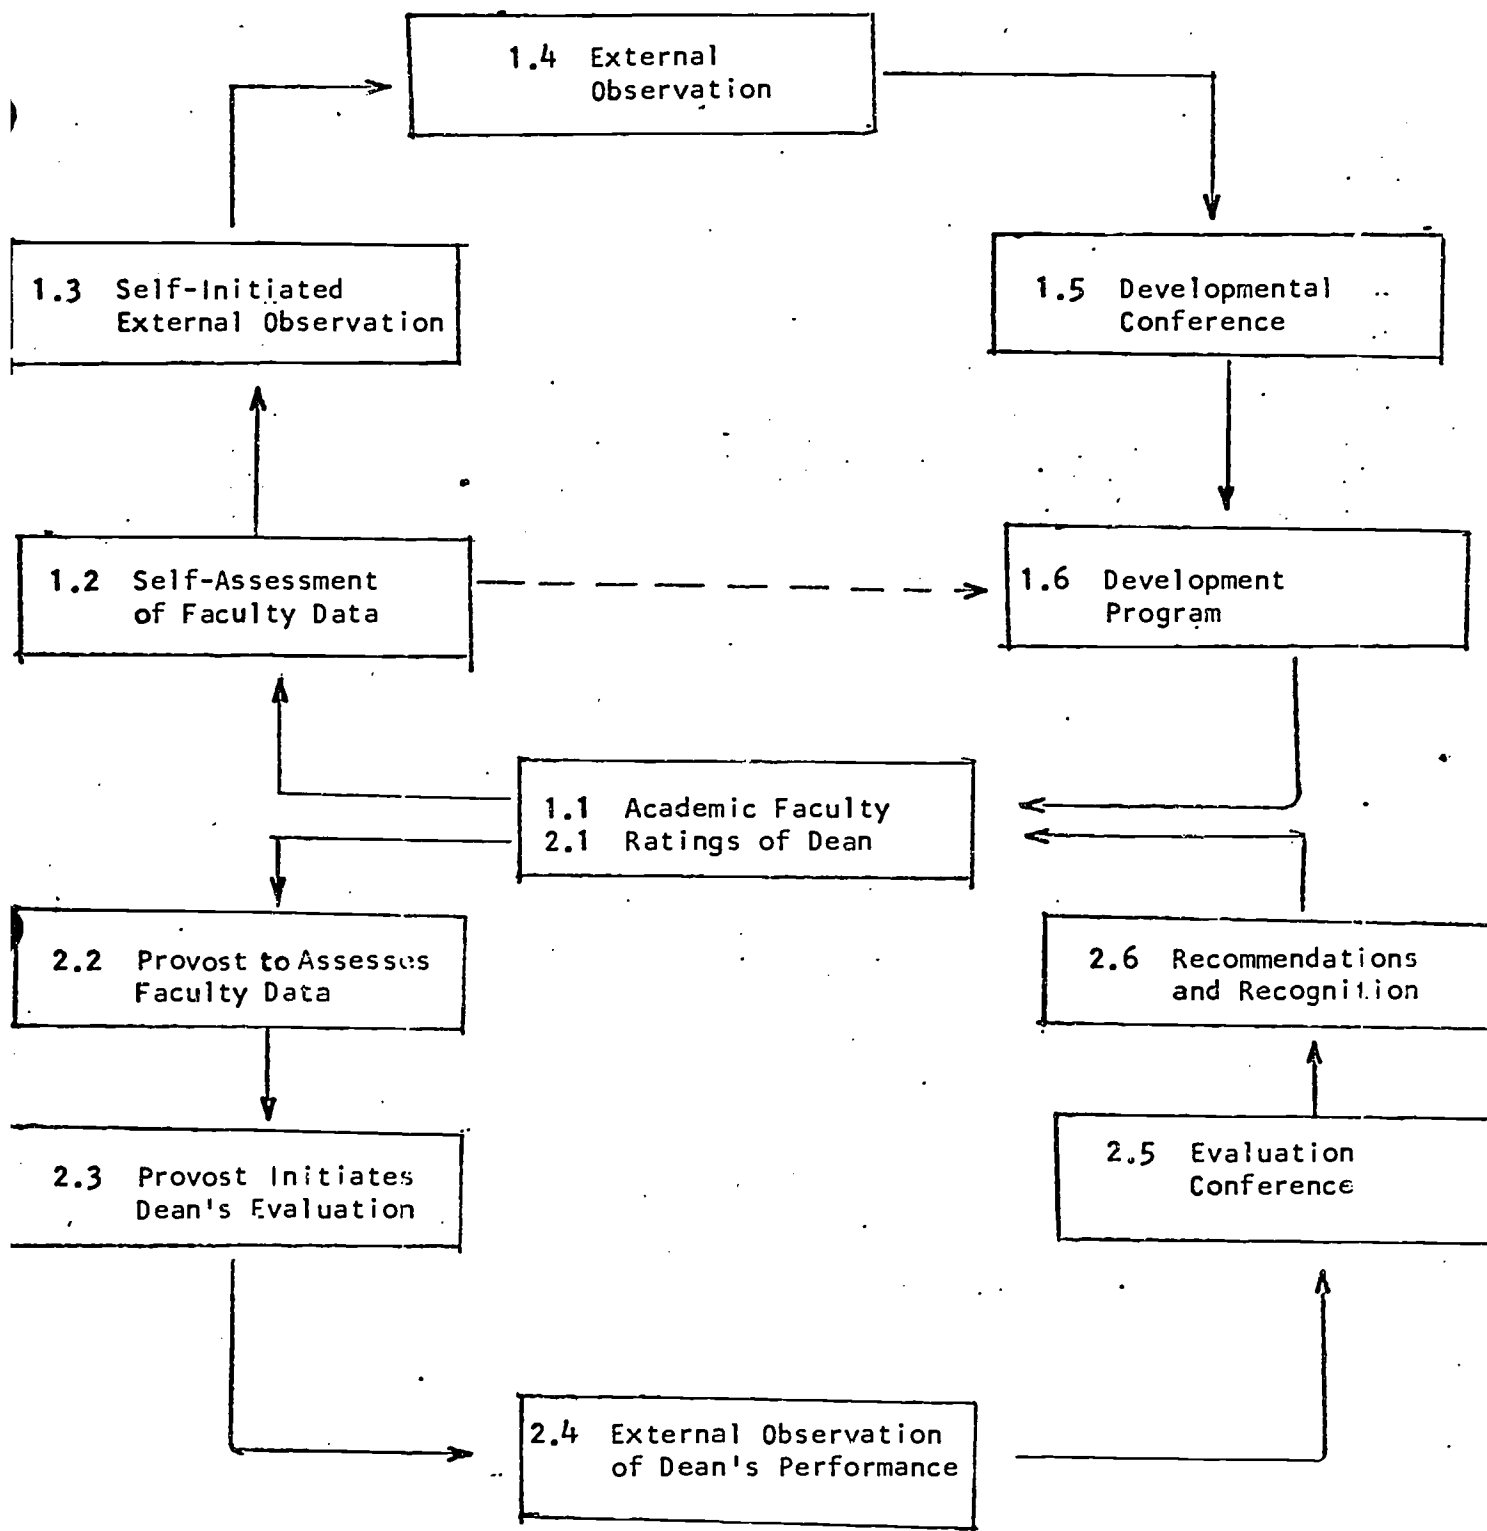 1.4 External
Observation
1.3 Self-Initiated
External Observation
1.5 Developmental
Conference
1.2 Self-Assessment
of Faculty Data
1.6 Development
Program
1.1 Academic Faculty
2.1 Ratings of Dean
2.2 Provost to Assesses
Faculty Data
2.6 Recommendations
and Recognition
2.3 Provost Initiates
Dean's Evaluation
2.5 Evaluation
Conference
2.4 External Observation
of Dean's Performance